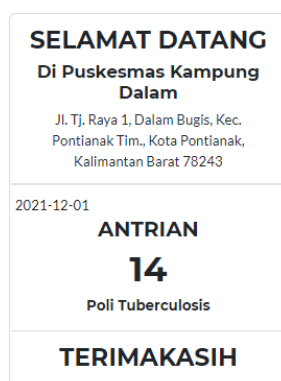 SELAMAT DATANG
Di Puskesmas Kampung
Dalam
Jl. Tj. Raya 1, Dalam Bugis, Kec.
Pontianak Tim., Kota Pontianak,
Kalimantan Barat 78243
2021-12-01
ANTRIAN
14
Poli Tuberculosis
TERIMAKASIH